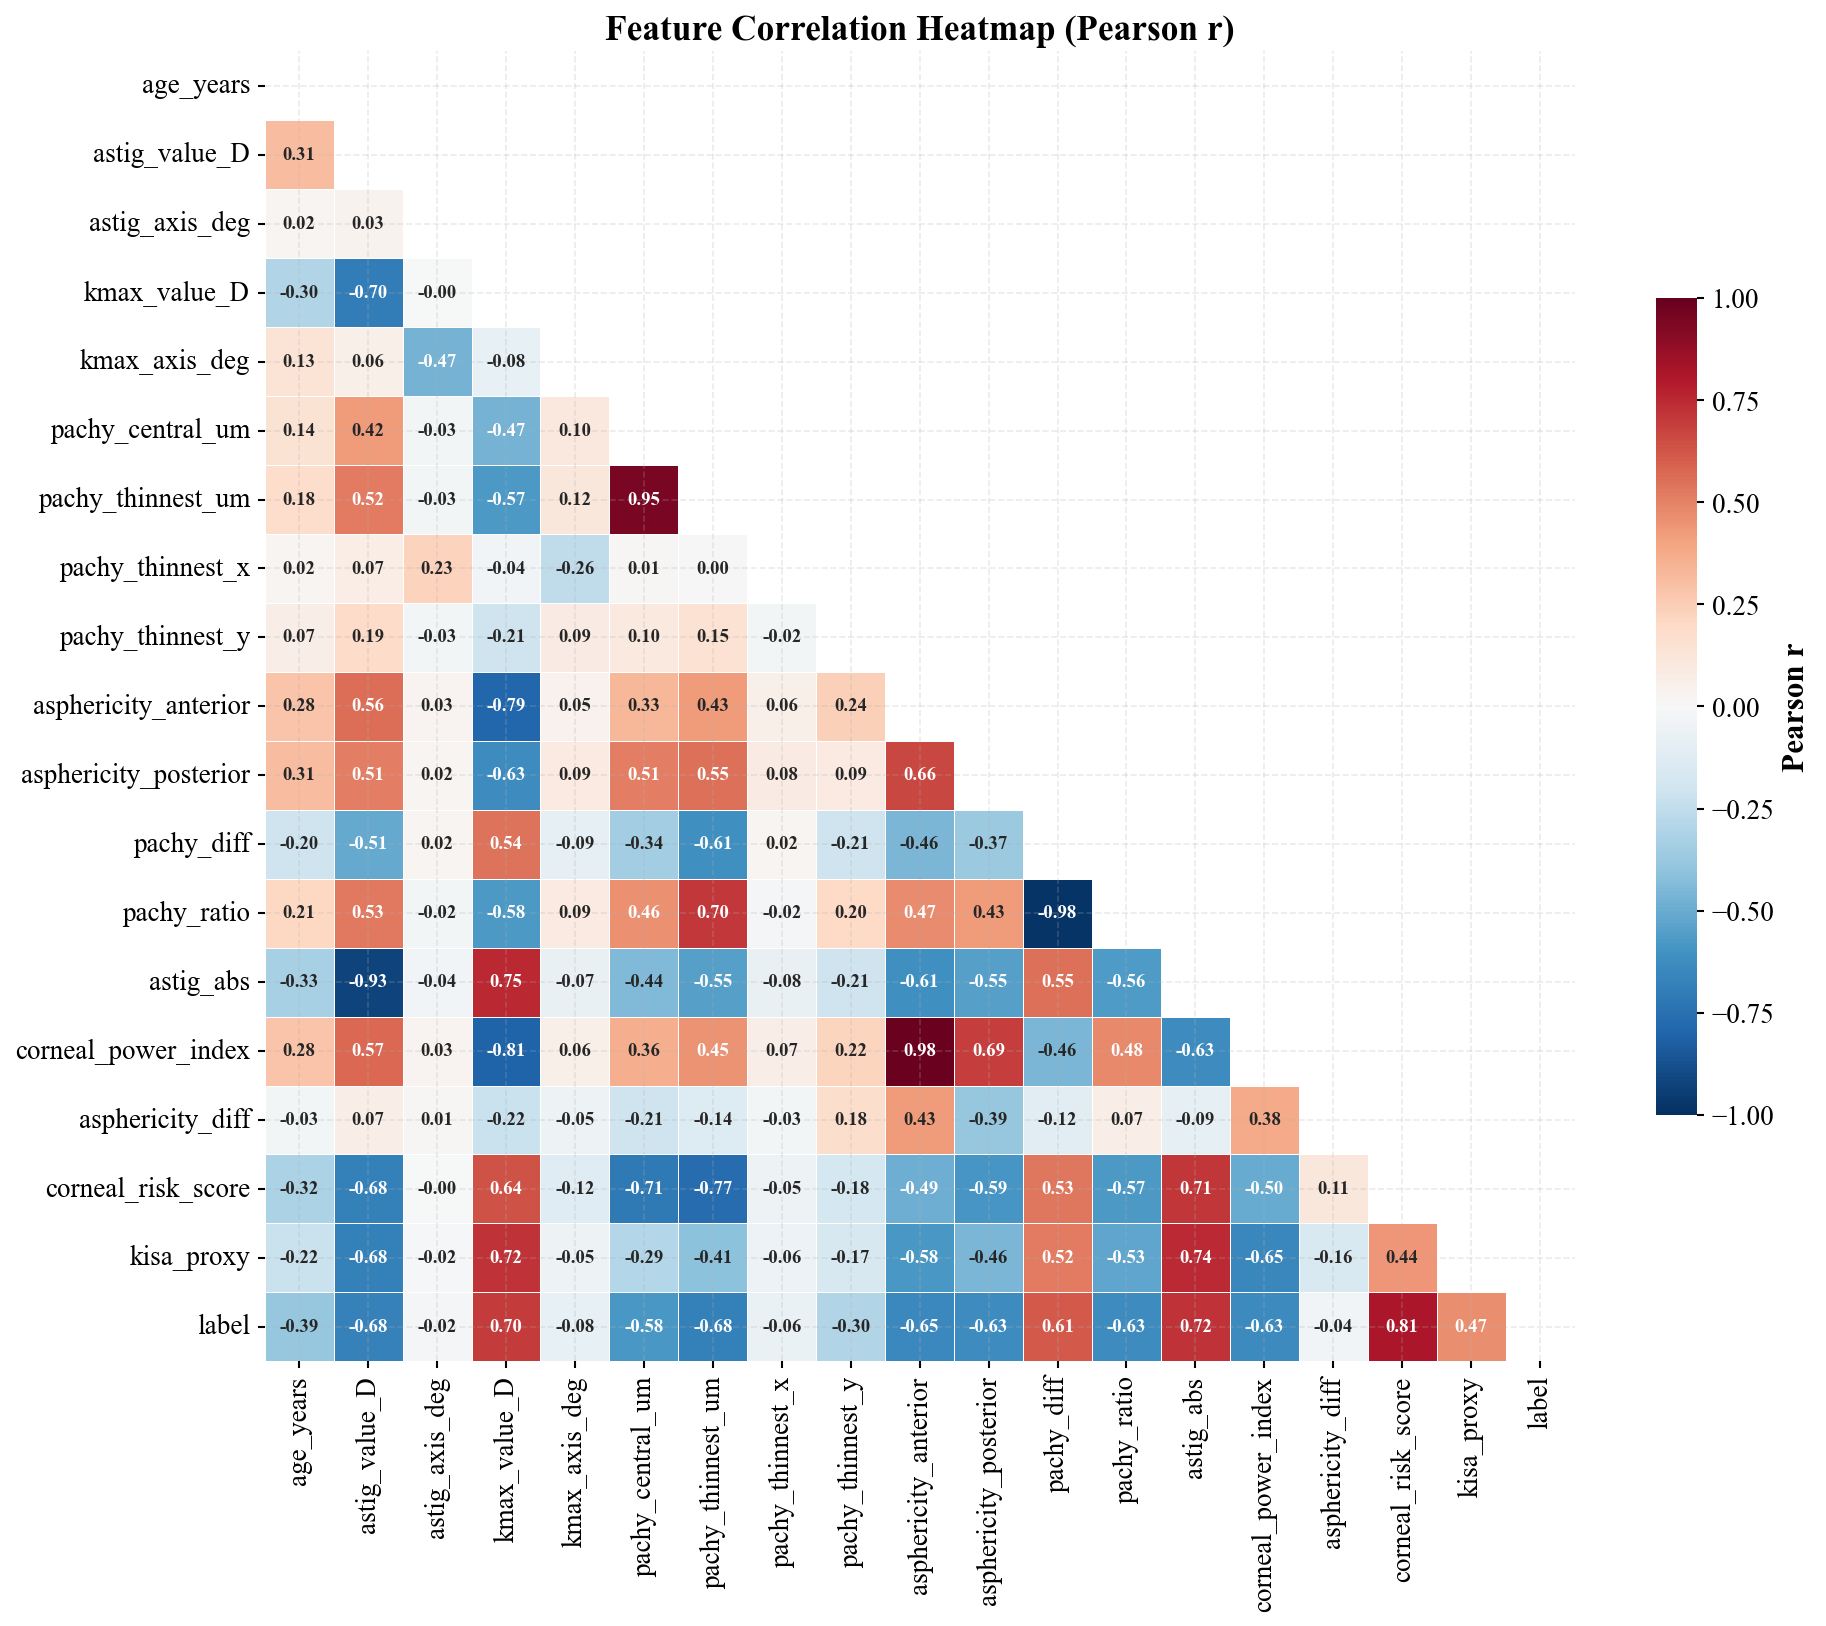 Feature Correlation Heatmap (Pearson r)
age_years
astig_value_D 0.31
astig_axis_deg 0.02 0.03
kmax_value_D -0.30 -0.70 -0.00
kmax_axis_deg 0.13 0.06 -0.47 -0.08
pachy_central_um 0.14 0.42 -0.03 -0.47 0.10
pachy_thinnest_um 0.18 0.52 -0.03 -0.57 0.12 0.95
pachy_thinnest_x 0.02 0.07 0.23 -0.04 -0.26 0.01 0.00
pachy_thinnest_y 0.07 0.19 -0.03 -0.21 0.09 0.10 0.15 -0.02
asphericity_anterior 0.28 0.56 0.03 -0.79 0.05 0.33 0.43 0.06 0.24
asphericity_posterior 0.31 0.51 0.02 -0.63 0.09 0.51 0.55 0.08 0.09 0.66
pachy_diff -0.20 -0.51 0.02 0.54 -0.09 -0.34 -0.61 0.02 -0.21 -0.46 -0.37
pachy_ratio 0.21 0.53 -0.02 -0.58 0.09 0.46 0.70 -0.02 0.20 0.47 0.43 -0.98
astig_abs -0.33 -0.93 -0.04 0.75 -0.07 -0.44 -0.55 -0.08 -0.21 -0.61 -0.55 0.55 -0.56
corneal_power_index 0.28 0.57 0.03 -0.81 0.06 0.36 0.45 0.07 0.22 0.98 0.69 -0.46 0.48 -0.63
asphericity_diff -0.03 0.07 0.01 -0.22 -0.05 -0.21 -0.14 -0.03 0.18 0.43 -0.39 -0.12 0.07 -0.09 0.38
corneal_risk_score -0.32 -0.68 -0.00 0.64 -0.12 -0.71 -0.77 -0.05 -0.18 -0.49 -0.59 0.53 -0.57 0.71 -0.50 0.11
kisa_proxy -0.22 -0.68 -0.02 0.72 -0.05 -0.29 -0.41 -0.06 -0.17 -0.58 -0.46 0.52 -0.53 0.74 -0.65 -0.16 0.44
label -0.39 -0.68 -0.02 0.70 -0.08 -0.58 -0.68 -0.06 -0.30 -0.65 -0.63 0.61 -0.63 0.72 -0.63 -0.04 0.81 0.47
age_years
astig_value_D
astig_axis_deg
kmax_value_D
kmax_axis_deg
pachy_central_um
pachy_thinnest_um
pachy_thinnest_x
pachy_thinnest_y
asphericity_anterior
asphericity_posterior
pachy_diff
pachy_ratio
astig_abs
corneal_power_index
asphericity_diff
corneal_risk_score
kisa_proxy
label
1.00
0.75
0.50
0.25
0.00
−0.25
−0.50
−0.75
−1.00
Pearson r